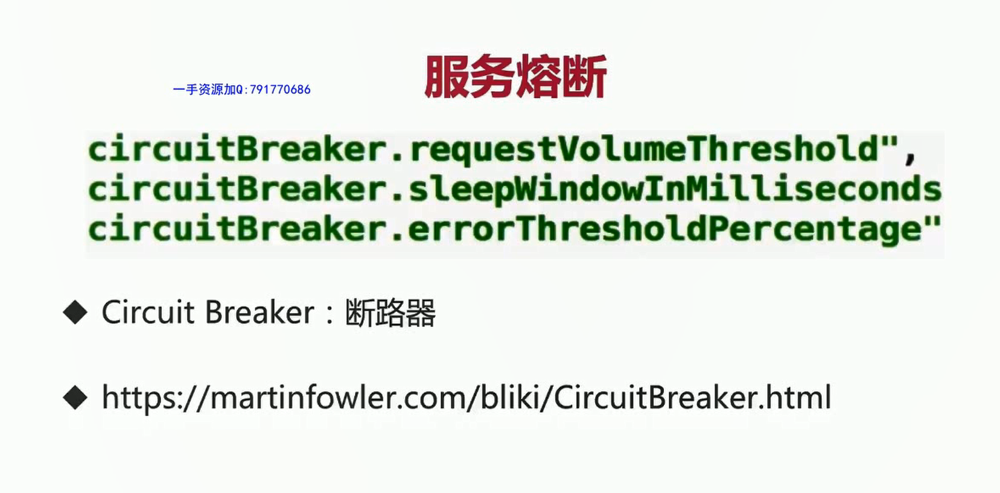 服务熔断
一手资源加Q:791770686
circuitBreaker.requestVolumeThreshold",
circuitBreaker.sleepWindowInMilliseconds
circuitBreaker.errorThresholdPercentage"
◆ Circuit Breaker：断路器
◆ https://martinfowler.com/bliki/CircuitBreaker.html